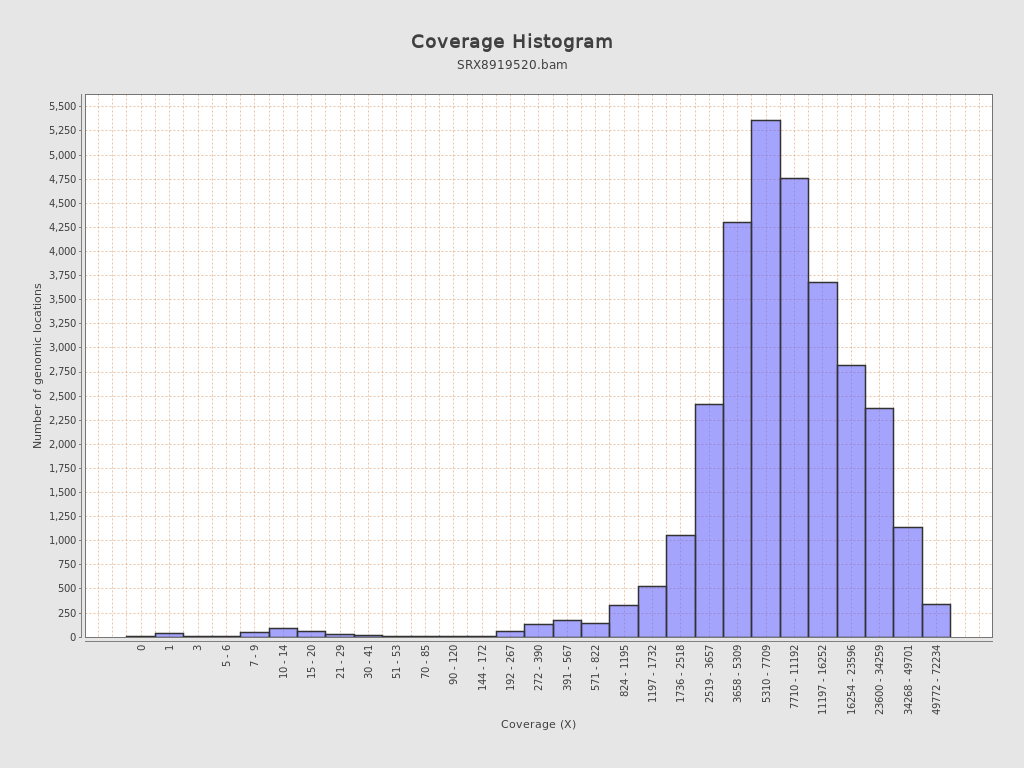 Coverage Histogram
SRX8919520.bam
Number of genomic locations
5,500
5,250
5,000
4,750
4,500
4,250
4,000
3,750
3,500
3,250
3,000
2,750
2,500
2,250
2,000
1,750
1,500
1,250
1,000
750
500
250
0
0
1
3
5 - 6
7 - 9
10 - 14
15 - 20
21 - 29
30 - 41
51 - 53
70 - 85
90 - 120
144 - 172
192 - 267
272 - 390
391 - 567
571 - 822
824 - 1195
1197 - 1732
1736 - 2518
2519 - 3657
3658 - 5309
5310 - 7709
7710 - 11192
11197 - 16252
16254 - 23596
23600 - 34259
34268 - 49701
49772 - 72234
Coverage (X)